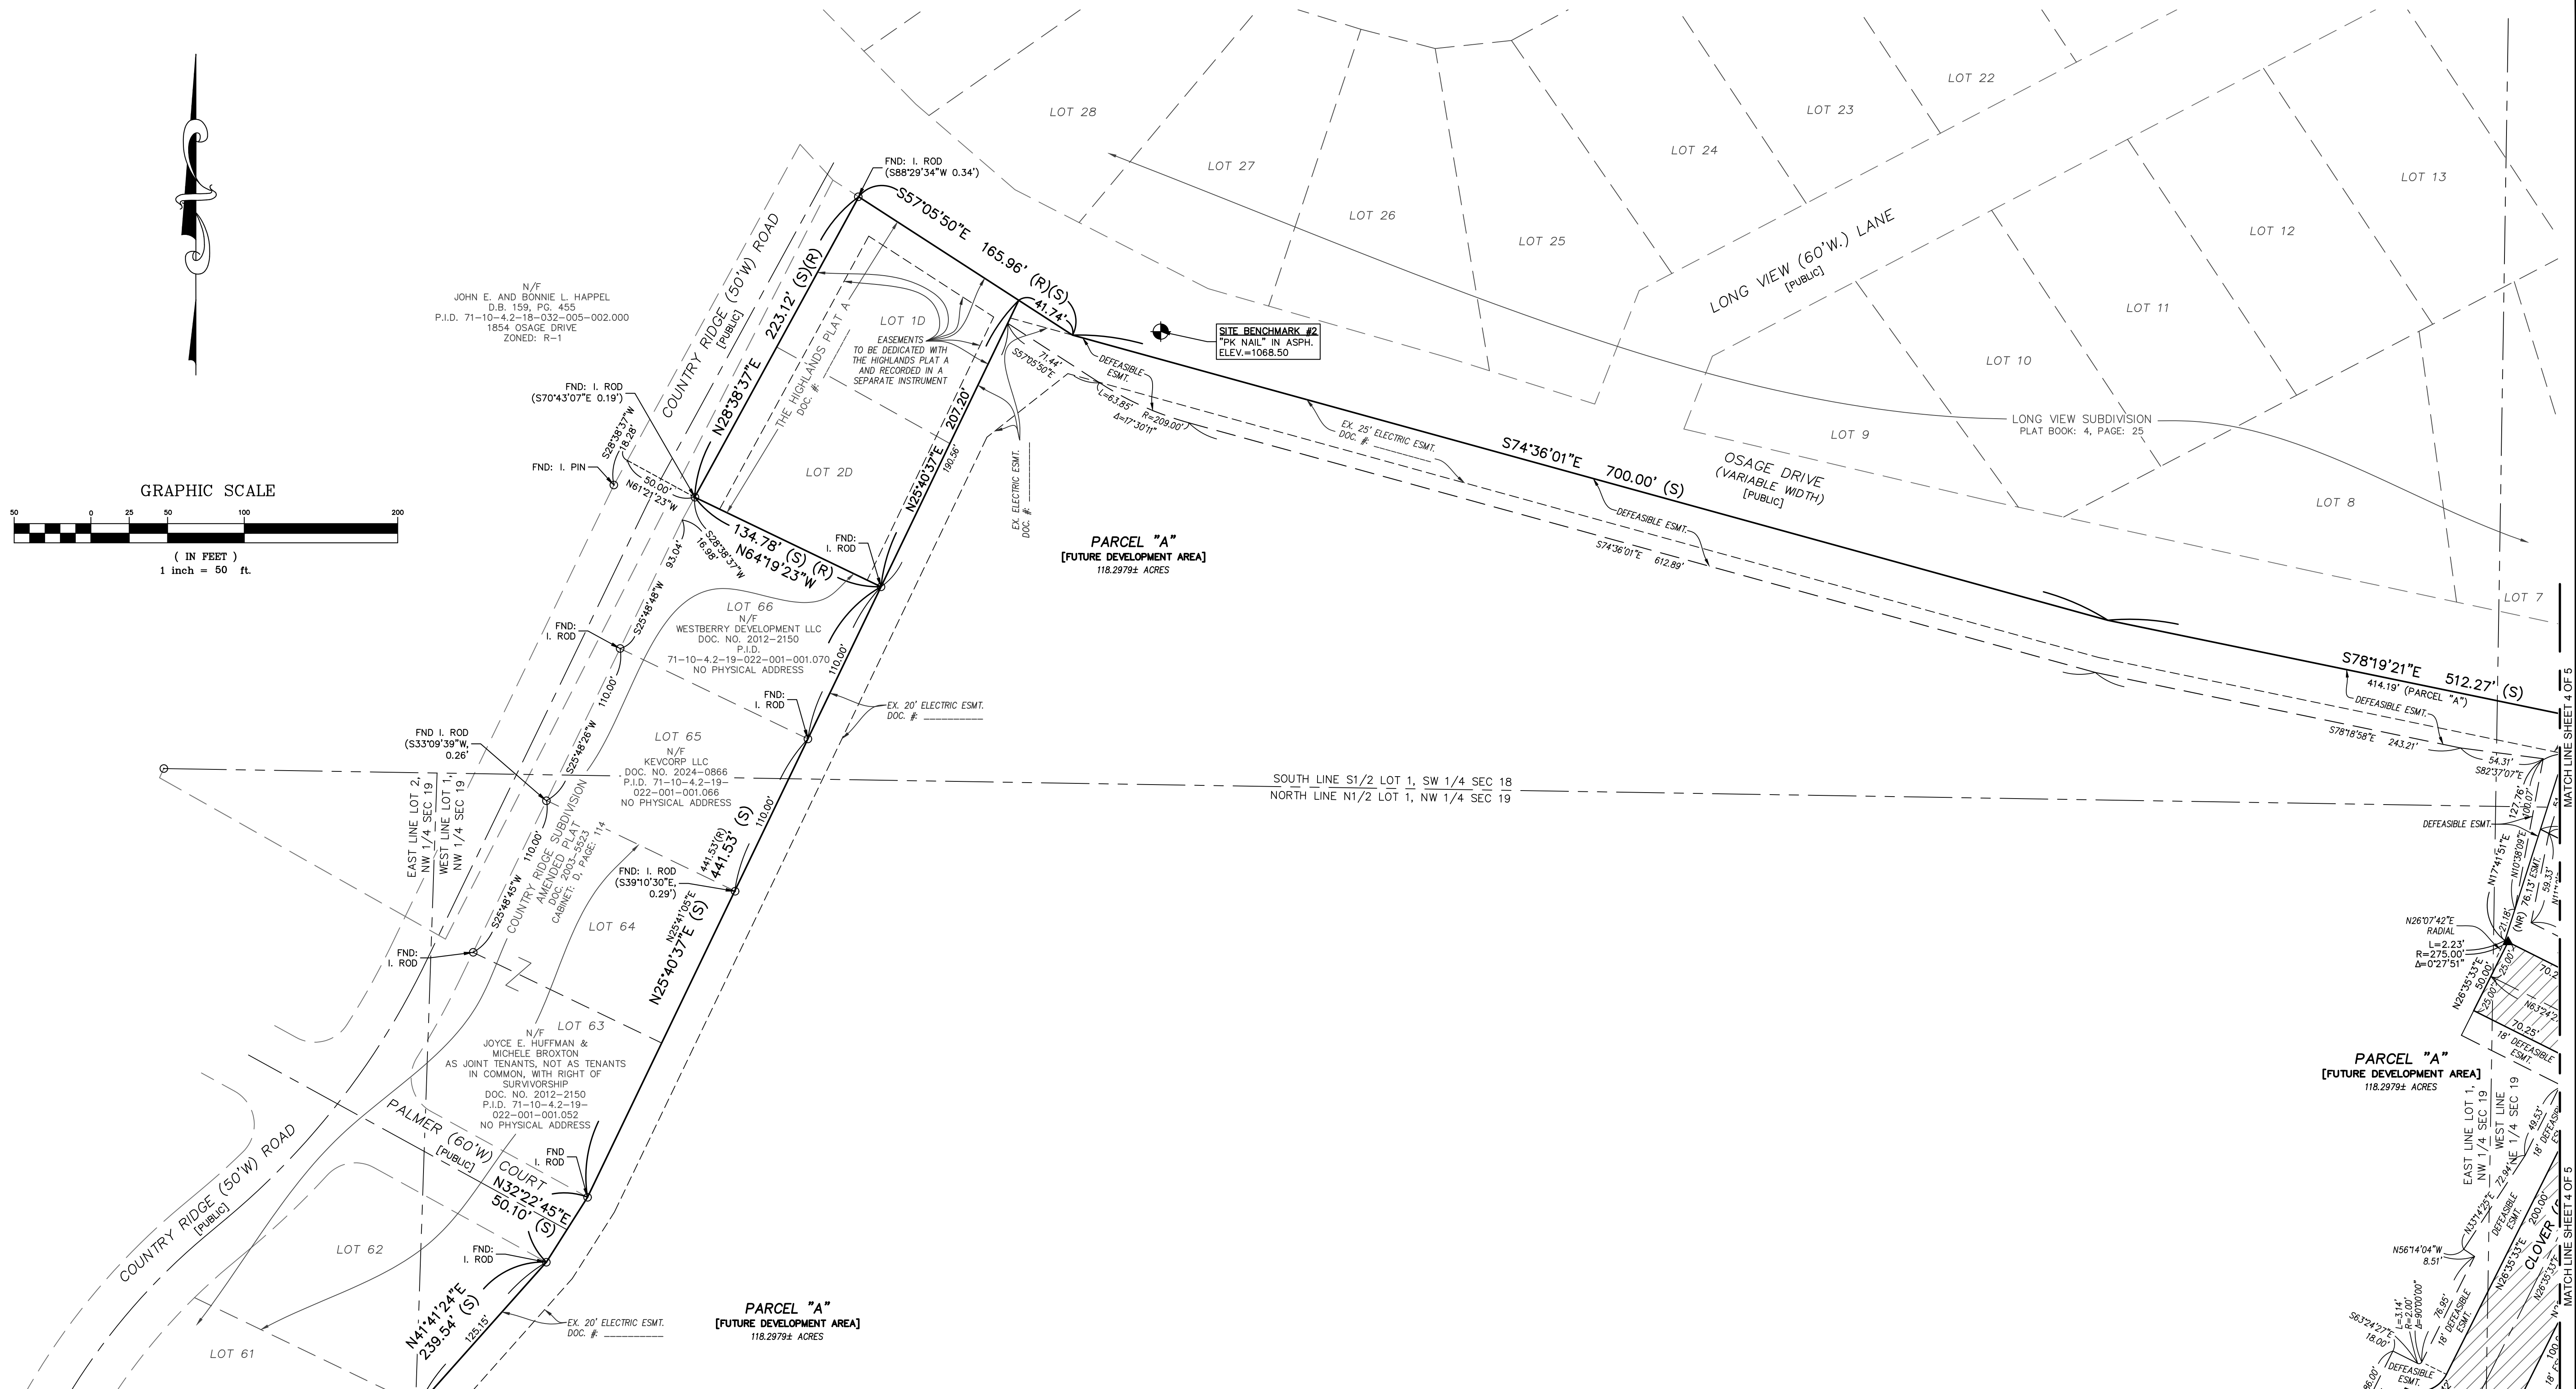 LOT 22
LOT 28
LOT 23
LOT 24
LOT 27
LOT 13
LOT 26
LOT 25
LOT 12
LOT 11
LOT 10
LOT 9
LOT 8
LOT 7
LONG VIEW (60'W.) LANE
[PUBLIC]
LONG VIEW SUBDIVISION
PLAT BOOK: 4, PAGE: 25
OSAGE DRIVE
(VARIABLE WIDTH)
[PUBLIC]
FND: I. ROD
(S88°29'34"W 0.34')
S57°05'50"E 165.96' (R)(S)
41.74'
SITE BENCHMARK #2
"PK NAIL" IN ASPH.
ELEV.=1068.50
N/F
JOHN E. AND BONNIE L. HAPPEL
D.B. 159, PG. 455
P.I.D. 71-10-4.2-18-032-005-002.000
1854 OSAGE DRIVE
ZONED: R-1
COUNTRY RIDGE (50'W) ROAD
[PUBLIC]
N28°38'37"E 223.12' (S)(R)
THE HIGHLANDS PLAT A
DOC. #:
LOT 1D
EASEMENTS
TO BE DEDICATED WITH
THE HIGHLANDS PLAT A
AND RECORDED IN A
SEPARATE INSTRUMENT
71.44'
S57°05'50"E
DEFEASIBLE
ESMT.
L=63.85' R=209.00'
Δ=17°30'11"
LOT 2D
N25°40'37"E 207.20'
190.56'
EX. ELECTRIC ESMT.
DOC. #:
FND: I. ROD
(S70°43'07"E 0.19')
S28°38'37"W
18.28'
FND: I. PIN
50.00'
N61°21'23"W
134.78' (S) (R)
N64°19'23"W
S28°38'37"W
16.98'
FND:
I. ROD
EX. 25' ELECTRIC ESMT.
DOC. #:
S74°36'01"E 700.00' (S)
DEFEASIBLE ESMT.
S74°36'01"E 612.89'
S78°19'21"E 512.27' (S)
414.19' (PARCEL "A")
DEFEASIBLE ESMT.
S78°18'58"E 243.21'
54.31'
S82°37'07"E
GRAPHIC SCALE
50 0 25 50 100 200
( IN FEET )
1 inch = 50 ft.
PARCEL "A"
[FUTURE DEVELOPMENT AREA]
118.2979± ACRES
S25°48'48"W 93.04'
FND:
I. ROD
LOT 66
N/F
WESTBERRY DEVELOPMENT LLC
DOC. NO. 2012-2150
P.I.D.
71-10-4.2-19-022-001-001.070
NO PHYSICAL ADDRESS
110.00'
FND:
I. ROD
EX. 20' ELECTRIC ESMT.
DOC. #:
S25°48'26"W 110.00'
FND I. ROD
(S33°09'39"W,
0.26'
LOT 65
N/F
KEVCORP LLC
DOC. NO. 2024-0866
P.I.D. 71-10-4.2-19-
022-001-001.066
NO PHYSICAL ADDRESS
110.00'
SOUTH LINE S1/2 LOT 1, SW 1/4 SEC 18
NORTH LINE N1/2 LOT 1, NW 1/4 SEC 19
EAST LINE LOT 2,
NW 1/4 SEC 19
WEST LINE LOT 1,
NW 1/4 SEC 19
COUNTRY RIDGE SUBDIVISION
AMENDED PLAT
DOC. 2003-5523
CABINET: D, PAGE: 114
S25°48'45"W 110.00'
FND:
I. ROD
FND: I. ROD
(S39°10'30"E,
0.29')
N25°41'05"E 441.53'(R)
N25°40'37"E (S) 441.53' (S)
LOT 64
LOT 63
N/F
JOYCE E. HUFFMAN &
MICHELE BROXTON
AS JOINT TENANTS, NOT AS TENANTS
IN COMMON, WITH RIGHT OF
SURVIVORSHIP
DOC. NO. 2012-2150
P.I.D. 71-10-4.2-19-
022-001-001.052
NO PHYSICAL ADDRESS
PALMER (60'W) COURT
[PUBLIC]
FND
I. ROD
N32°22'45"E
50.10' (S)
FND:
I. ROD
COUNTRY RIDGE (50'W) ROAD
[PUBLIC]
LOT 62
LOT 61
N41°41'24"E
239.54' (S)
125.15'
EX. 20' ELECTRIC ESMT.
DOC. #:
PARCEL "A"
[FUTURE DEVELOPMENT AREA]
118.2979± ACRES
MATCH LINE SHEET 4 OF 5
DEFEASIBLE ESMT.
N17°41'51"E 127.76'
N10°38'09"E 100.07'
76.13' ESMT.
59.33'
21.18'
(NR)
N26°07'42"E
RADIAL
L=2.23'
R=275.00'
Δ=0°27'51"
N26°35'33"E
50.00'
25.00'
25.00'
70.25'
18' DEFEASIBLE
ESMT.
PARCEL "A"
[FUTURE DEVELOPMENT AREA]
118.2979± ACRES
EAST LINE LOT 1,
NW 1/4 SEC 19
WEST LINE
NE 1/4 SEC 19
49.53'
N33°14'25"E 72.94'
DEFEASIBLE
ESMT.
N56°14'04"W
8.51'
N26°35'33"E 200.00'
CLOVER
N26°35'33"E
76.95'
18' DEFEASIBLE
ESMT.
L=3.14'
R=2.00'
Δ=90°00'00"
S63°24'27"E
18.00'
DEFEASIBLE
ESMT.
MATCH LINE SHEET 4 OF 5